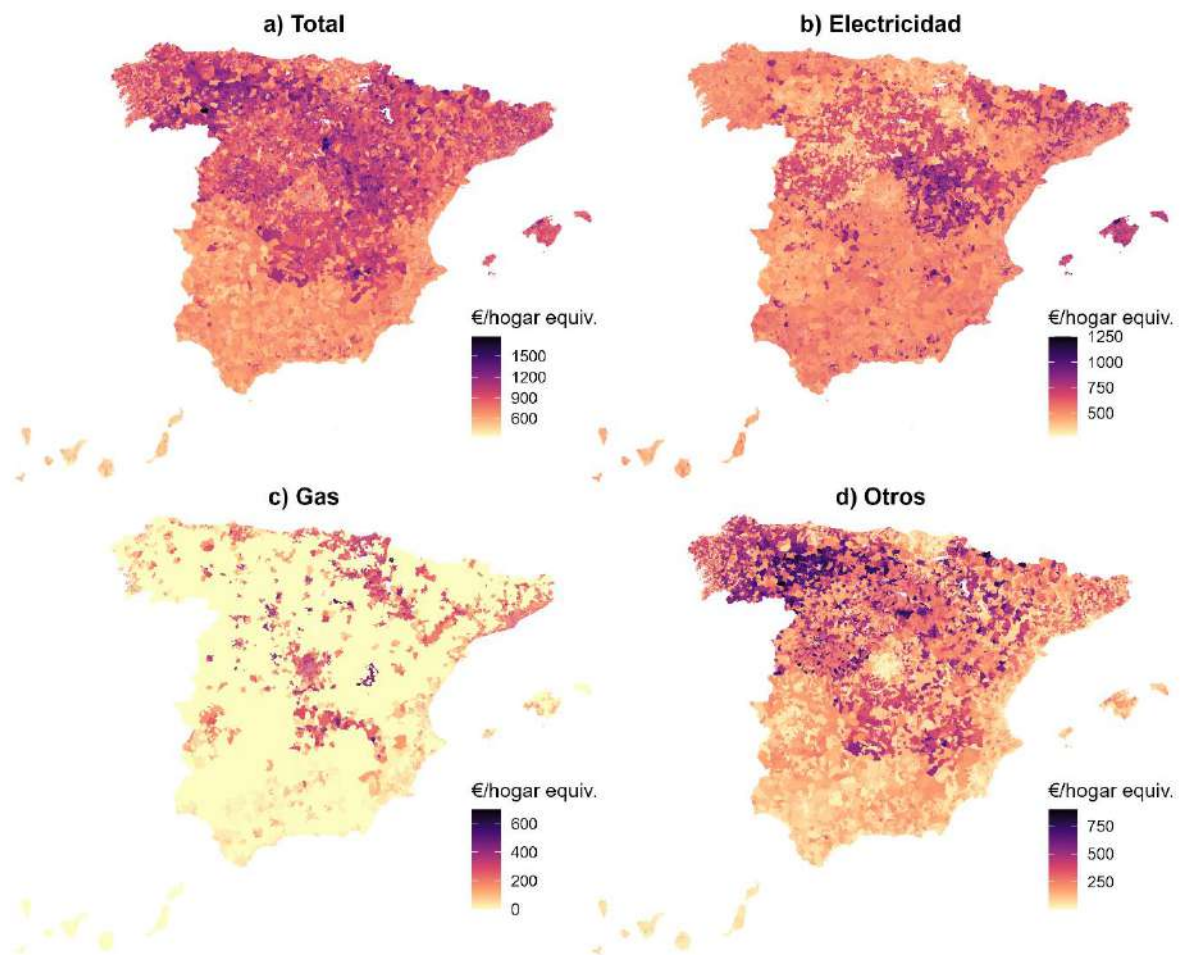 a) Total
b) Electricidad
€/hogar equiv.
1500
1200
900
600
€/hogar equiv.
1250
1000
750
500
c) Gas
d) Otros
€/hogar equiv.
600
400
200
0
€/hogar equiv.
750
500
250